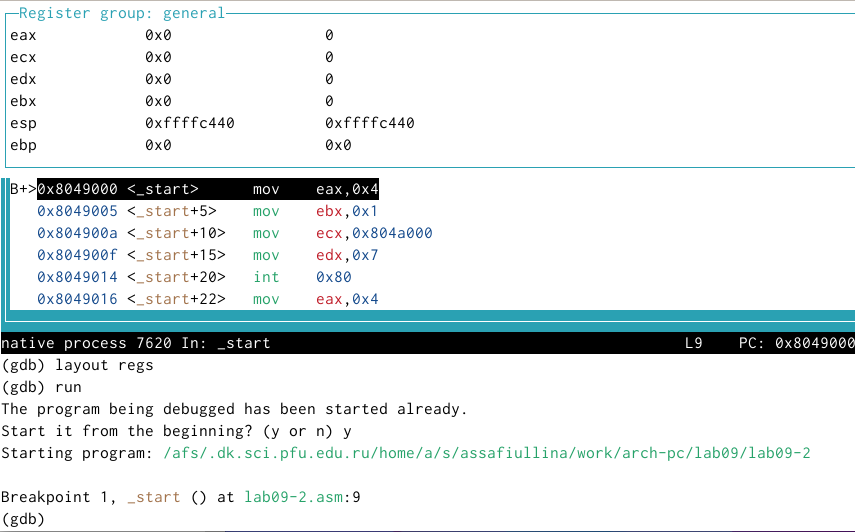 Register group: general
eax 0x0 0
ecx 0x0 0
edx 0x0 0
ebx 0x0 0
esp 0xffffc440 0xffffc440
ebp 0x0 0x0
B+>0x8049000 <_start> mov eax,0x4
0x8049005 <_start+5> mov ebx,0x1
0x804900a <_start+10> mov ecx,0x804a000
0x804900f <_start+15> mov edx,0x7
0x8049014 <_start+20> int 0x80
0x8049016 <_start+22> mov eax,0x4
native process 7620 In: _start L9 PC: 0x8049000
(gdb) layout regs
(gdb) run
The program being debugged has been started already.
Start it from the beginning? (y or n) y
Starting program: /afs/.dk.sci.pfu.edu.ru/home/a/s/assafiullina/work/arch-pc/lab09/lab09-2
Breakpoint 1, _start () at lab09-2.asm:9
(gdb)